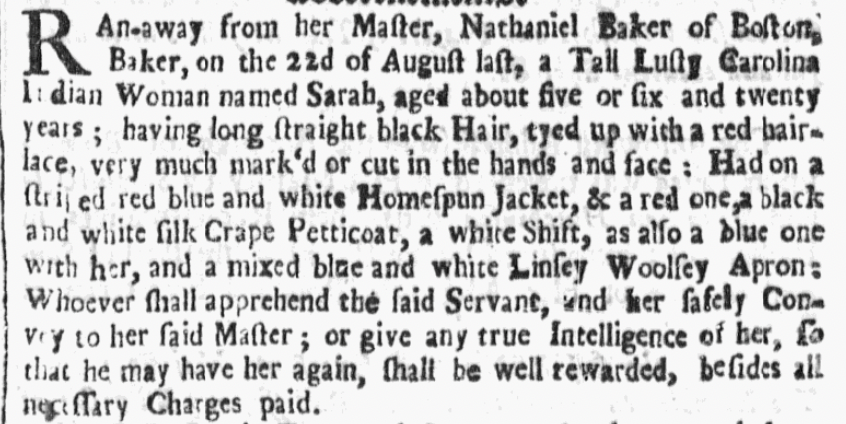 RAn-away from her Maſter, Nathaniel Baker of Boſton,
Baker, on the 22d of Auguſt laſt, a Tall Luſty Carolina
Indian Woman named Sarah, aged about five or ſix and twenty
years ; having long ſtraight black Hair, tyed up with a red hair-
lace, very much mark'd or cut in the hands and face : Had on a
ſtriped red blue and white Homeſpun Jacket, & a red one, a black
and white ſilk Crape Petticoat, a white Shift, as alſo a blue one
with her, and a mixed blue and white Linſey Woolſey Apron:
Whoever ſhall apprehend the ſaid Servant, and her ſafely Con-
vey to her ſaid Maſter ; or give any true Intelligence of her, ſo
that he may have her again, ſhall be well rewarded, beſides all
neceſſary Charges paid.